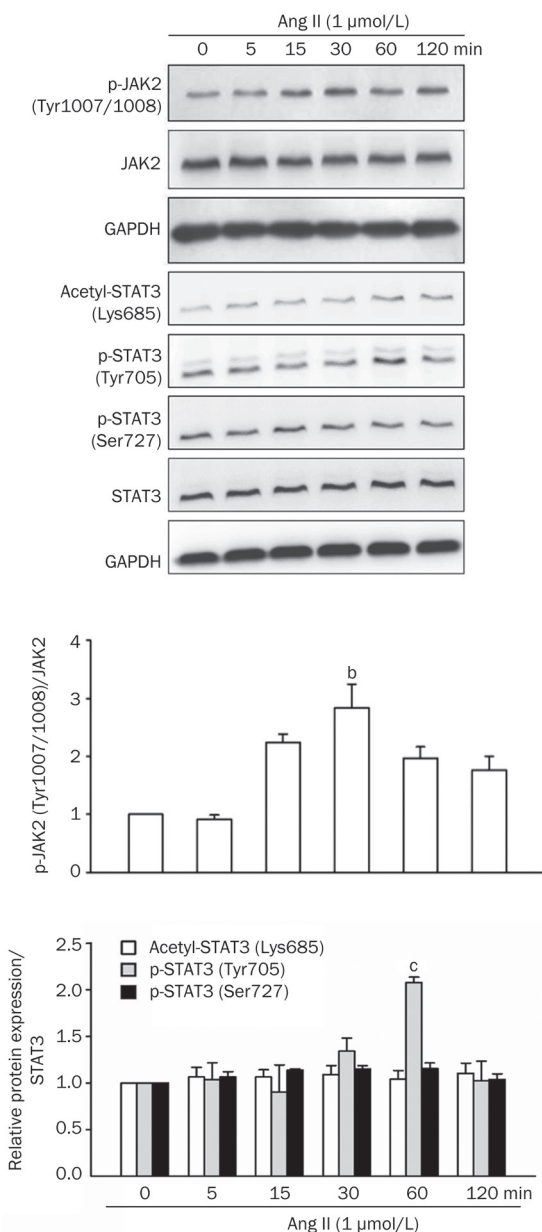 Ang II (1 μmol/L)
0 5 15 30 60 120 min
p-JAK2
(Tyr1007/1008)
JAK2
GAPDH
Acetyl-STAT3
(Lys685)
p-STAT3
(Tyr705)
p-STAT3
(Ser727)
STAT3
GAPDH
p-JAK2 (Tyr1007/1008)/JAK2
4
3
2
1
0
b
Relative protein expression/
STAT3
2.5
2.0
1.5
1.0
0.5
0.0
Acetyl-STAT3 (Lys685)
p-STAT3 (Tyr705)
p-STAT3 (Ser727)
c
0 5 15 30 60 120 min
Ang II (1 μmol/L)